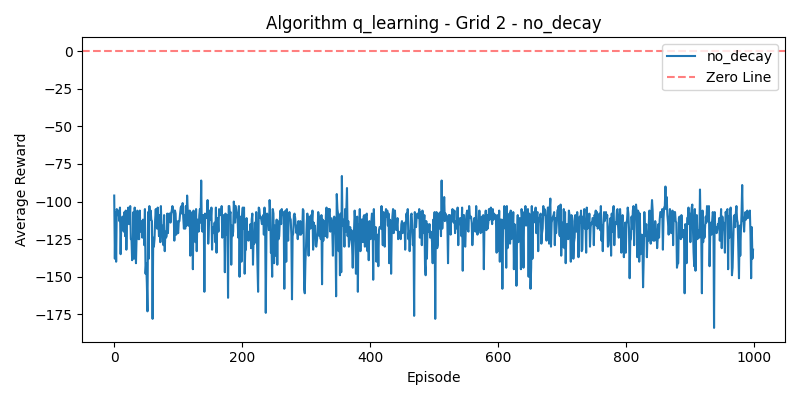 Algorithm q_learning - Grid 2 - no_decay
no_decay
Zero Line
Average Reward
0
−25
−50
−75
−100
−125
−150
−175
0
200
400
600
800
1000
Episode